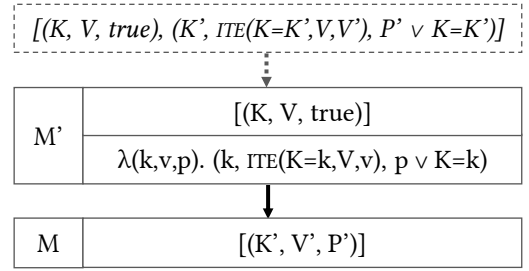 [(K, V, true), (K', ITE(K=K',V,V'), P' ∨ K=K')]
M'
[(K, V, true)]
λ(k,v,p). (k, ITE(K=k,V,v), p ∨ K=k)
M
[(K', V', P')]